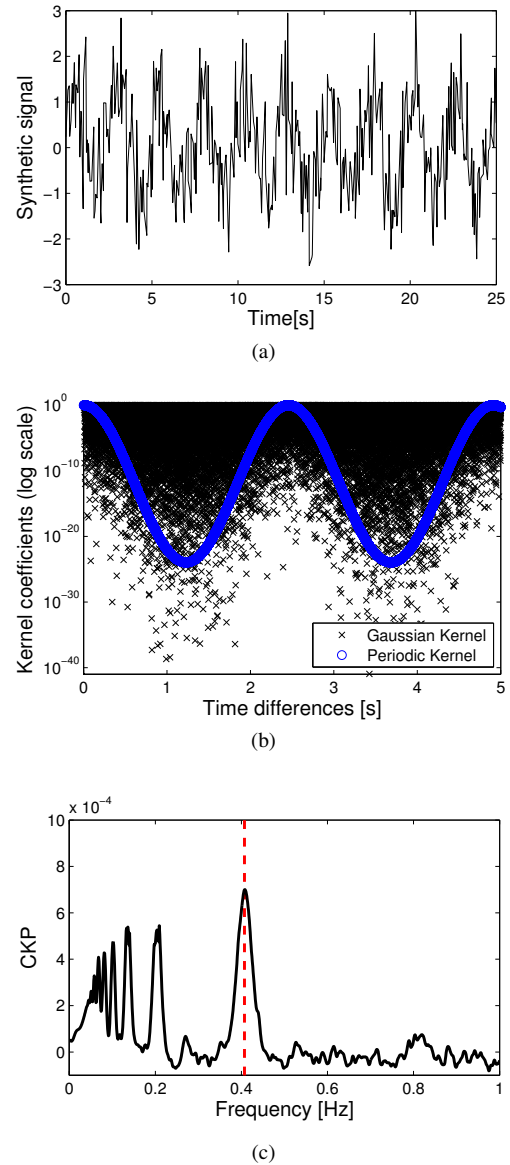 3
2
1
0
−1
−2
−3
Synthetic signal
0 5 10 15 20 25
Time[s]
(a)
10^0
10^−10
10^−20
10^−30
10^−40
Kernel coefficients (log scale)
Gaussian Kernel
Periodic Kernel
0 1 2 3 4 5
Time differences [s]
(b)
x 10^−4
10
8
6
4
2
0
CKP
0 0.2 0.4 0.6 0.8 1
Frequency [Hz]
(c)